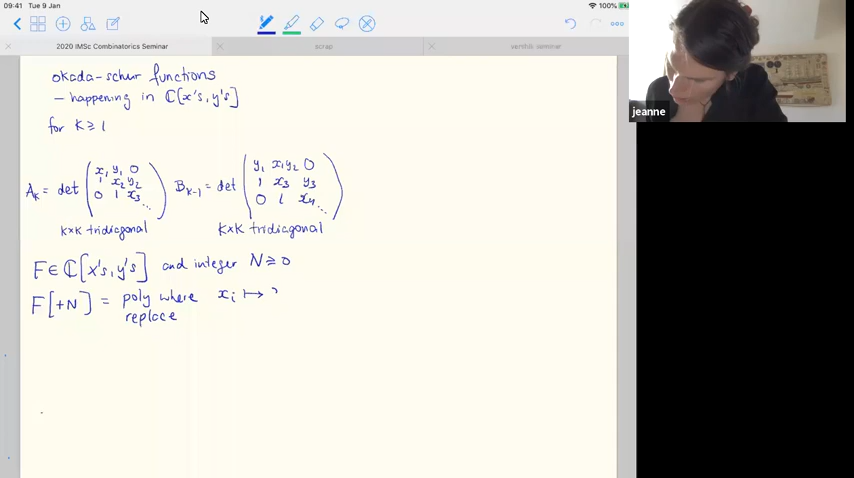 09:41 Tue 9 Jan
100%
2020 IMSc Combinatorics Seminar
scrap
verthik seminar
jeanne
okada-schur functions
– happening in ℂ[x's, y's]
for K ≥ 1
A_K = det ( x₁ y₁ 0 B_{K-1} = det ( y₁ x₁y₂ 0
1 x₂ y₂ 1 x₃ y₃
0 1 x₃ ⋱ ) 0 1 x₄ ⋱ )
K×K tridiagonal K×K tridiagonal
F ∈ ℂ[x's, y's] and integer N ≥ 0
F[+N] = poly where x_i ↦
replace